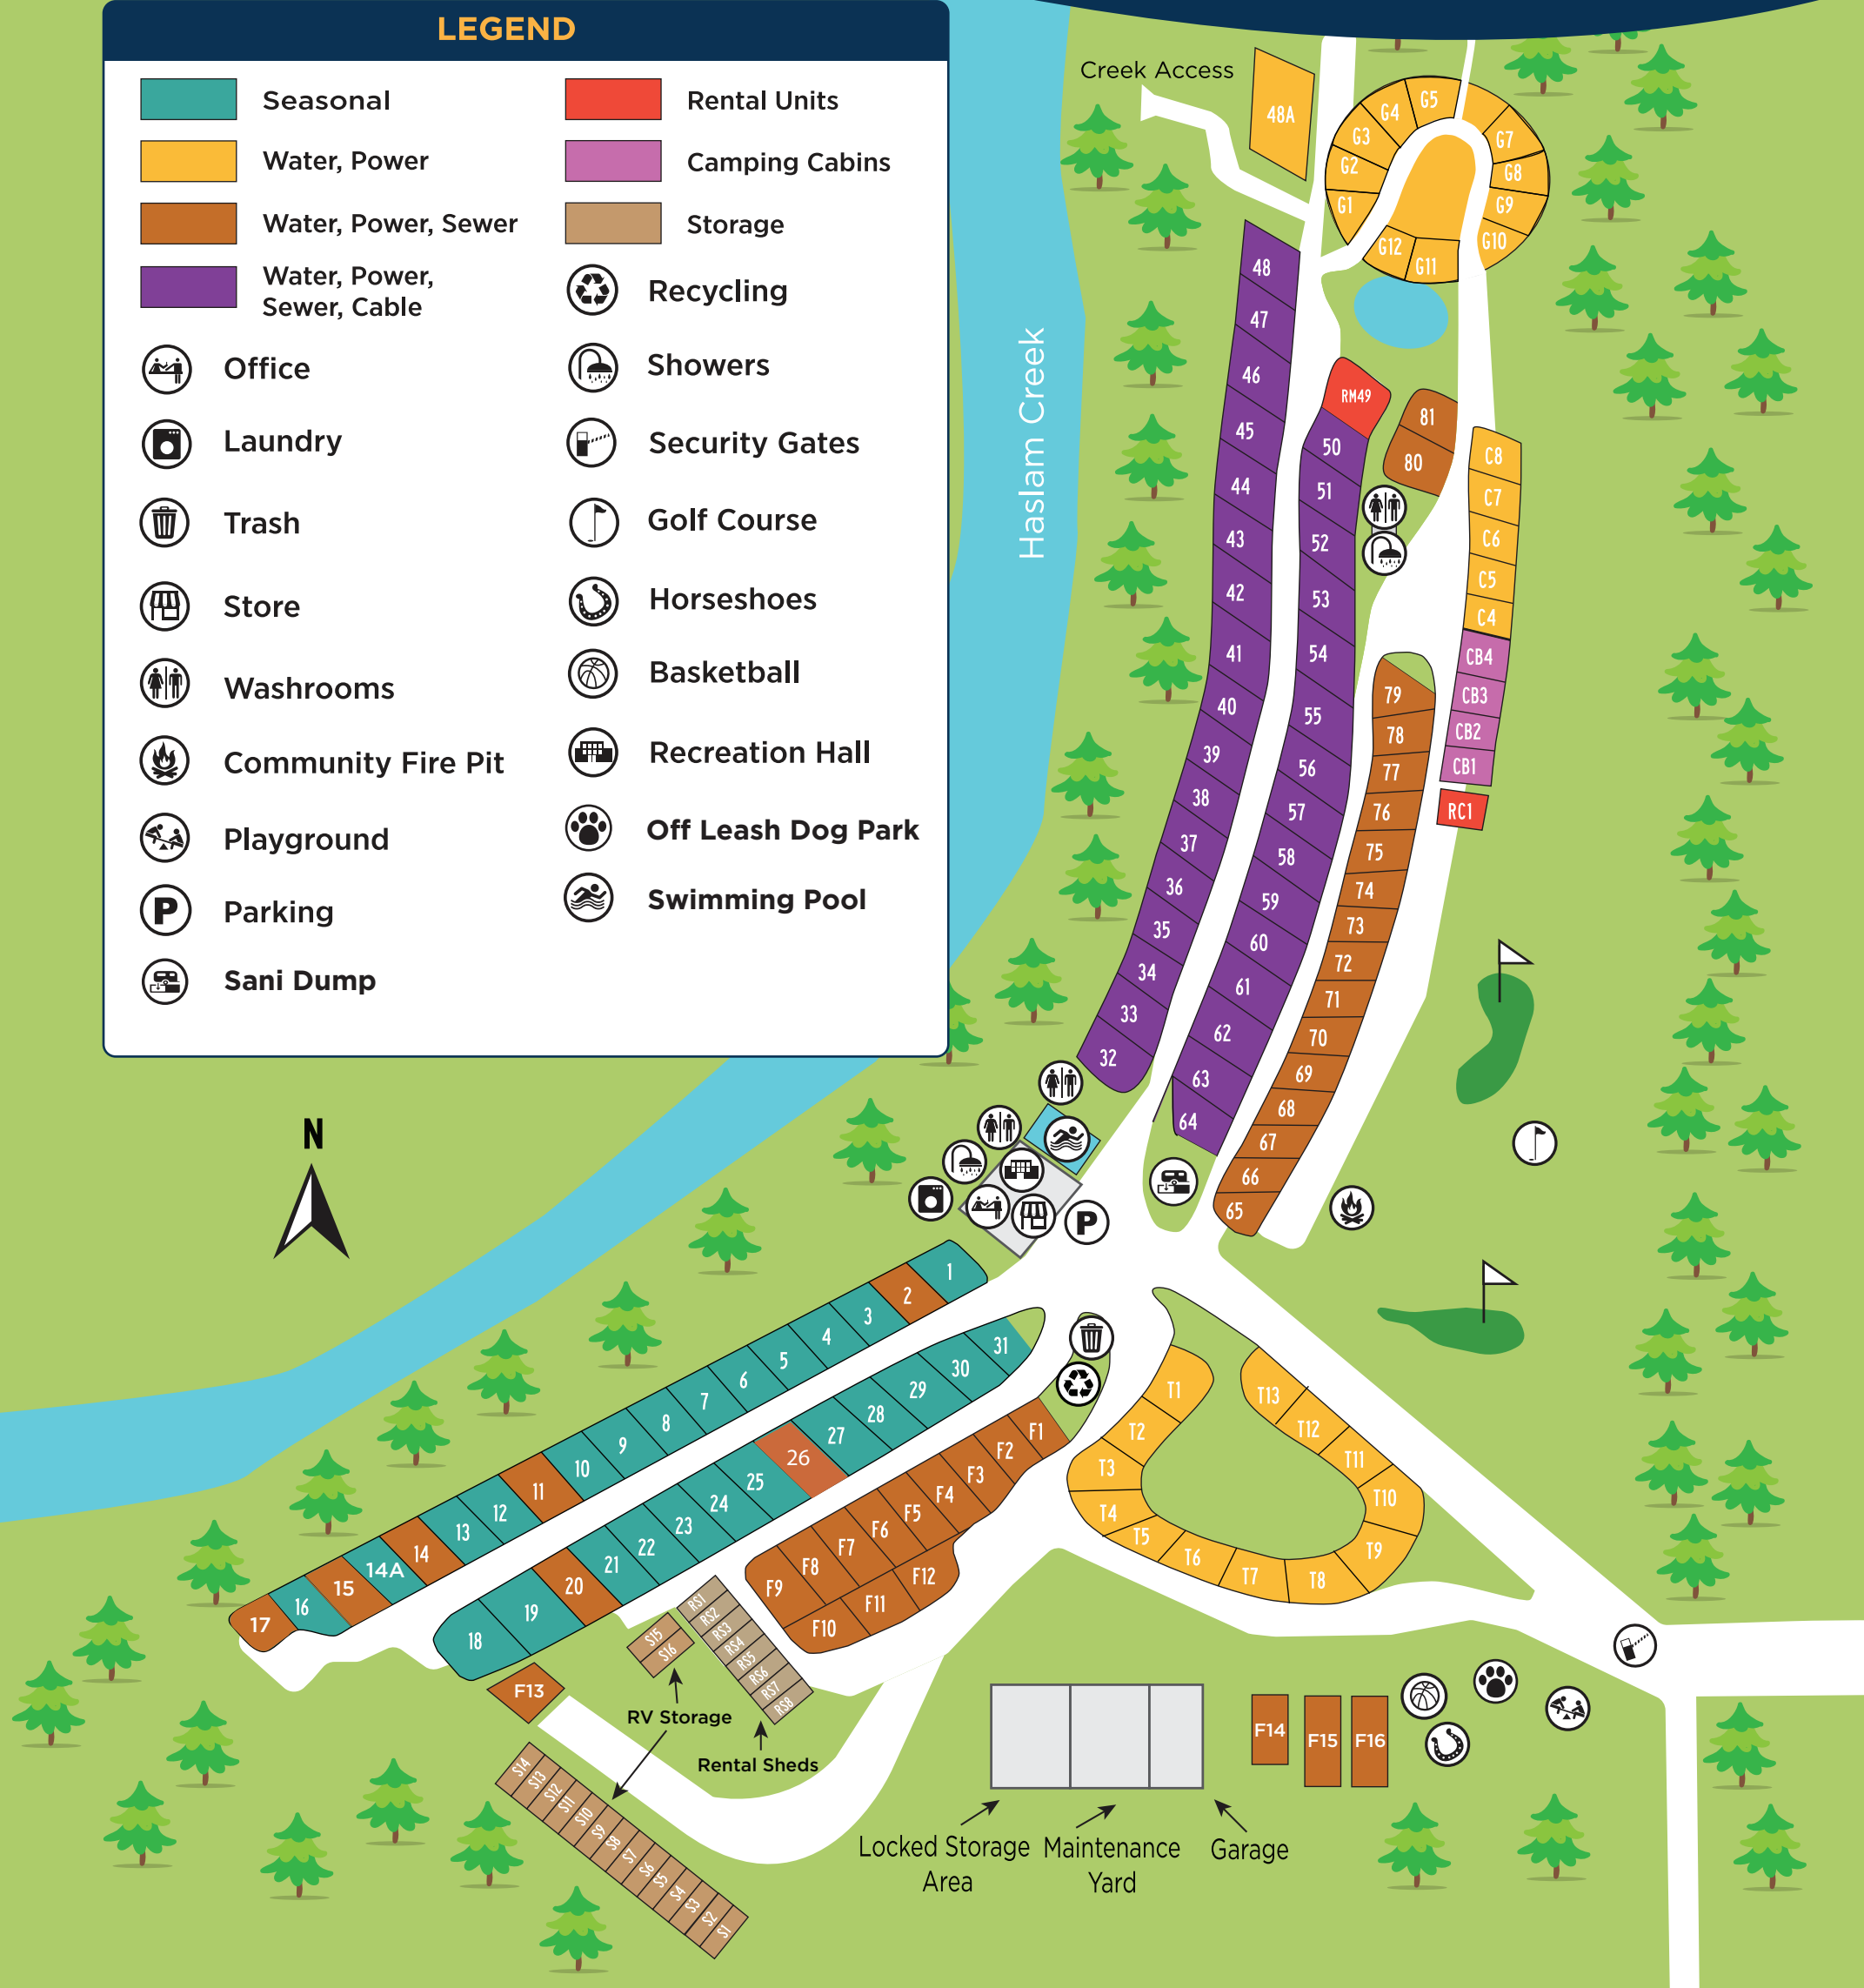 LEGEND
Seasonal
Water, Power
Water, Power, Sewer
Water, Power,
Sewer, Cable
Office
Laundry
Trash
Store
Washrooms
Community Fire Pit
Playground
P
Parking
Sani Dump
Rental Units
Camping Cabins
Storage
Recycling
Showers
Security Gates
Golf Course
Horseshoes
Basketball
Recreation Hall
Off Leash Dog Park
Swimming Pool
Creek Access
Haslam Creek
N
48A
G1
G2
G3
G4
G5
G7
G8
G9
G10
G11
G12
48
47
46
45
44
43
42
41
40
39
38
37
36
35
34
33
32
RM49
50
51
52
53
54
55
56
57
58
59
60
61
62
63
64
81
80
79
78
77
76
75
74
73
72
71
70
69
68
67
66
65
C8
C7
C6
C5
C4
CB4
CB3
CB2
CB1
RC1
P
1
2
3
4
5
6
7
8
9
10
11
12
13
14
14A
15
16
17
31
30
29
28
27
26
25
24
23
22
21
20
19
18
F1
F2
F3
F4
F5
F6
F7
F8
F9
F10
F11
F12
F13
T1
T2
T3
T4
T5
T6
T7
T8
T9
T10
T11
T12
T13
RS1
RS2
RS3
RS4
RS5
RS6
RS7
RS8
S15
S16
RV Storage
Rental Sheds
S14
S13
S12
S11
S10
S9
S8
S7
S6
S5
S4
S3
S2
S1
F14
F15
F16
Locked Storage
Area
Maintenance
Yard
Garage